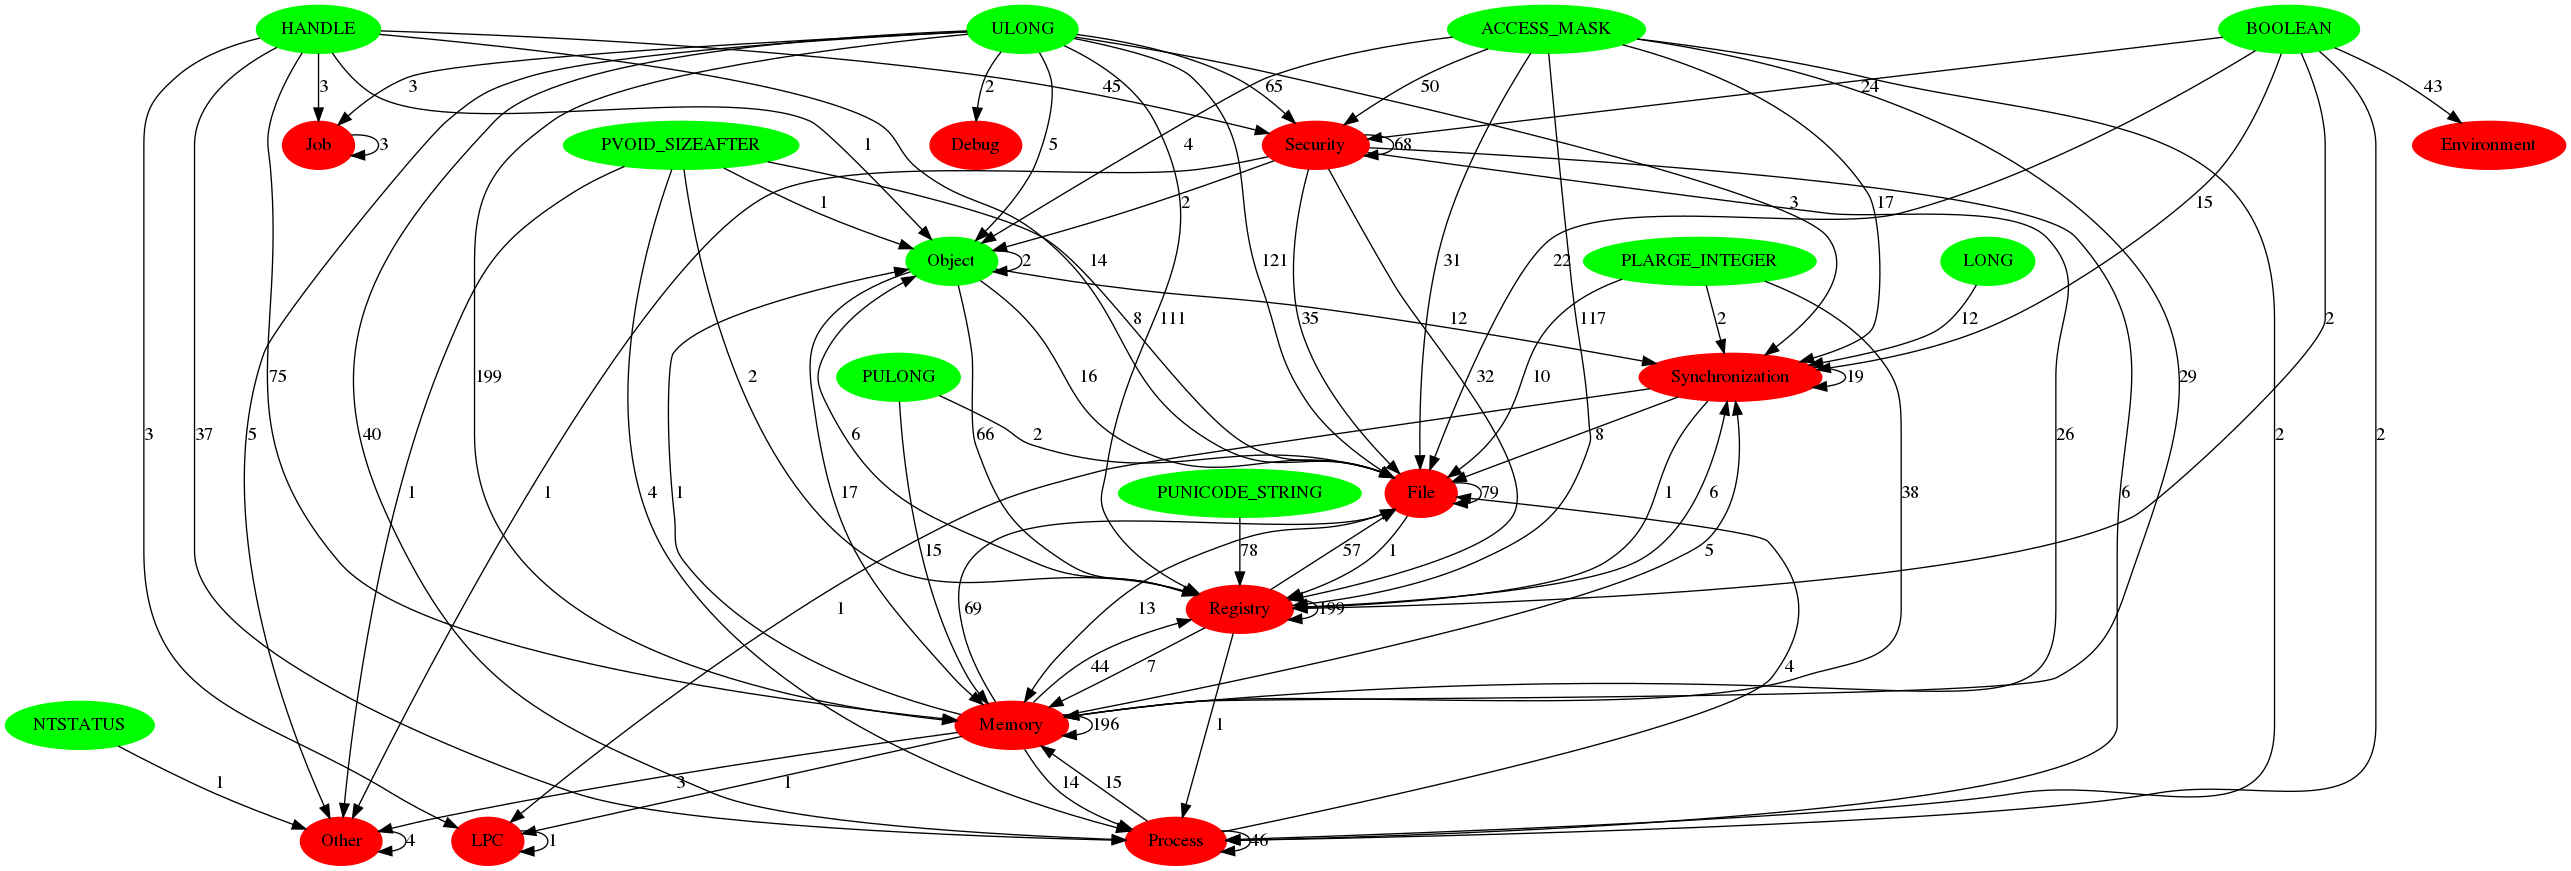 HANDLE ULONG ACCESS_MASK BOOLEAN
3 3 2 45 65 50 24 43
Job 3 PVOID_SIZEAFTER 1 Debug 5 4 Security 68 Environment
1 2 3 17 15
Object 2 14 121 31 22 PLARGE_INTEGER LONG
8 111 35 12 117 2 12 2
75 199 2 PULONG 16 32 10 Synchronization 19 29
3 37 5 40 1 6 66 2 8 26 2 2
1 4 17 PUNICODE_STRING File 79 1 6 38 6
1 15 78 57 1 5
1 69 13 Registry 199
44 7 4
NTSTATUS Memory 196 1
1 3 1 14 15
Other 4 LPC 1 Process 46